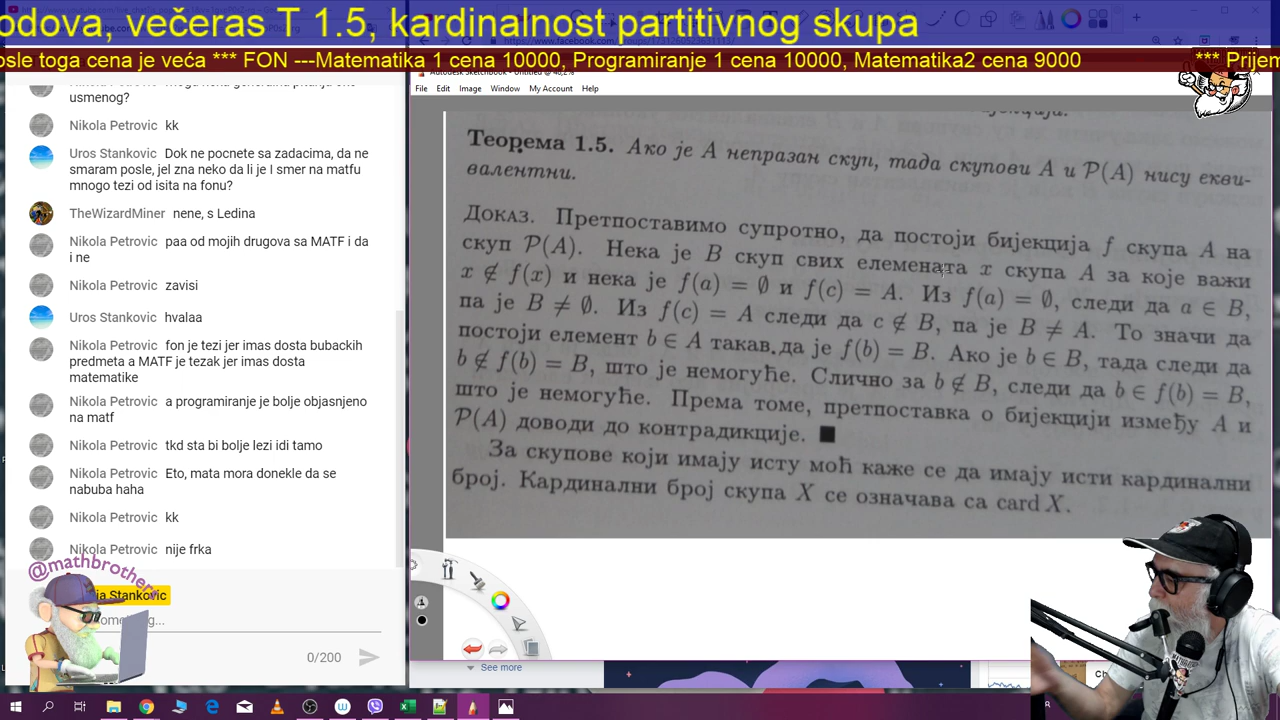 odova, večeras T 1.5, kardinalnost partitivnog skupa
osle toga cena je veća *** FON ---Matematika 1 cena 10000, Programiranje 1 cena 10000, Matematika2 cena 9000 *** Prijem
usmenog?
Nikola Petrovic kk
Uros Stankovic Dok ne pocnete sa zadacima, da ne
smaram posle, jel zna neko da li je I smer na matfu
mnogo tezi od isita na fonu?
TheWizardMiner nene, s Ledina
Nikola Petrovic paa od mojih drugova sa MATF i da
i ne
Nikola Petrovic zavisi
Uros Stankovic hvalaa
Nikola Petrovic fon je tezi jer imas dosta bubackih
predmeta a MATF je tezak jer imas dosta
matematike
Nikola Petrovic a programiranje je bolje objasnjeno
na matf
Nikola Petrovic tkd sta bi bolje lezi idi tamo
Nikola Petrovic Eto, mata mora donekle da se
nabuba haha
Nikola Petrovic kk
Nikola Petrovic nije frka
@mathbrothers
Stankovic
0/200
File Edit Image Window My Account Help
Теорема 1.5. Ако је A непразан скуп, тада скупови A и P(A) нису екви-
валентни.
Доказ. Претпоставимо супротно, да постоји бијекција f скупа A на
скуп P(A). Нека је B скуп свих елемената x скупа A за које важи
x ∉ f(x) и нека је f(a) = ∅ и f(c) = A. Из f(a) = ∅, следи да a ∈ B,
па је B ≠ ∅. Из f(c) = A следи да c ∉ B, па је B ≠ A. То значи да
постоји елемент b ∈ A такав да је f(b) = B. Ако је b ∈ B, тада следи да
b ∉ f(b) = B, што је немогуће. Слично за b ∉ B, следи да b ∈ f(b) = B,
што је немогуће. Према томе, претпоставка о бијекцији између A и
P(A) доводи до контрадикције. ■
За скупове који имају исту моћ каже се да имају исти кардинални
број. Кардинални број скупа X се означава са card X.
See more